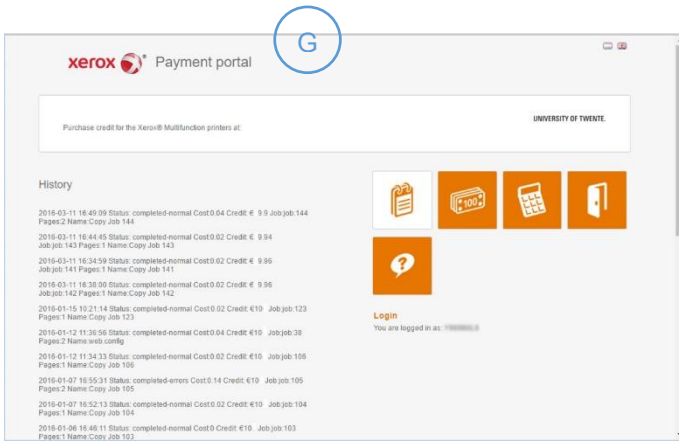 G
xerox Payment portal
UNIVERSITY OF TWENTE.
Purchase credit for the Xerox® Multifunction printers at:
History
2016-03-11 16:49:09 Status: completed-normal Cost:0.04 Credit: € 9.9 Job:job:144
Pages:2 Name:Copy Job 144
2016-03-11 16:44:45 Status: completed-normal Cost:0.02 Credit: € 9.94
Job:job:143 Pages:1 Name:Copy Job 143
2016-03-11 16:34:59 Status: completed-normal Cost:0.02 Credit: € 9.96
Job:job:141 Pages:1 Name:Copy Job 141
2016-03-11 16:38:00 Status: completed-normal Cost:0.02 Credit: € 9.96
Job:job:142 Pages:1 Name:Copy Job 142
2016-01-15 10:21:14 Status: completed-normal Cost:0.02 Credit: €10 Job:job:123
Pages:1 Name:Copy Job 123
2016-01-12 11:36:56 Status: completed-normal Cost:0.04 Credit: €10 Job:job:38
Pages:2 Name:web.config
2016-01-12 11:34:33 Status: completed-normal Cost:0.02 Credit: €10 Job:job:106
Pages:1 Name:Copy Job 106
2016-01-07 16:55:31 Status: completed-errors Cost:0.14 Credit: €10 Job:job:105
Pages:2 Name:Copy Job 105
2016-01-07 16:52:13 Status: completed-normal Cost:0.02 Credit: €10 Job:job:104
Pages:1 Name:Copy Job 104
2016-01-06 16:46:11 Status: completed-normal Cost:0 Credit: €10 Job:job:103
Pages:1 Name:Copy Job 103
100
?
Login
You are logged in as: